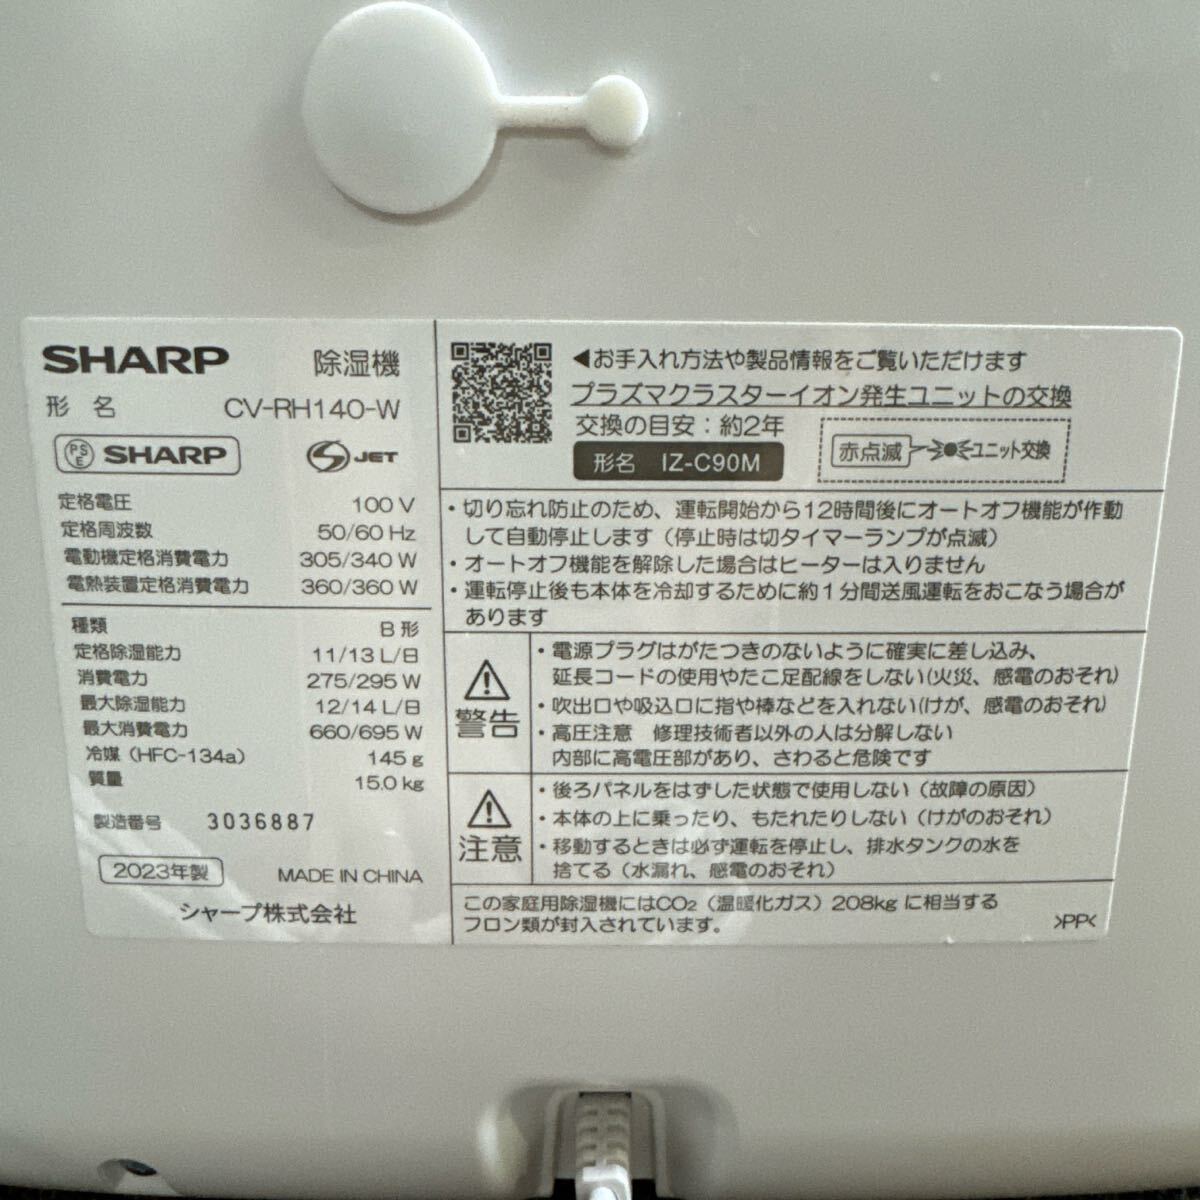 SHARP 除湿機
形 名 CV-RH140-W
PSE SHARP S JET
定格電圧 100 V
定格周波数 50/60 Hz
電動機定格消費電力 305/340 W
電熱装置定格消費電力 360/360 W
種類 B 形
定格除湿能力 11/13 L/日
消費電力 275/295 W
最大除湿能力 12/14 L/日
最大消費電力 660/695 W
冷媒（HFC-134a） 145 g
質量 15.0 kg
製造番号 3036887
2023年製 MADE IN CHINA
シャープ株式会社
◀お手入れ方法や製品情報をご覧いただけます
プラズマクラスターイオン発生ユニットの交換
交換の目安：約2年
形名 IZ-C90M
赤点滅 ユニット交換
・切り忘れ防止のため、運転開始から12時間後にオートオフ機能が作動
して自動停止します（停止時は切タイマーランプが点滅）
・オートオフ機能を解除した場合はヒーターは入りません
・運転停止後も本体を冷却するために約１分間送風運転をおこなう場合が
あります
警告
・電源プラグはがたつきのないように確実に差し込み、
延長コードの使用やたこ足配線をしない(火災、感電のおそれ)
・吹出口や吸込口に指や棒などを入れない(けが、感電のおそれ)
・高圧注意 修理技術者以外の人は分解しない
内部に高電圧部があり、さわると危険です
注意
・後ろパネルをはずした状態で使用しない（故障の原因）
・本体の上に乗ったり、もたれたりしない（けがのおそれ）
・移動するときは必ず運転を停止し、排水タンクの水を
捨てる（水漏れ、感電のおそれ）
この家庭用除湿機にはCO₂（温暖化ガス）208kg に相当する
フロン類が封入されています。
>PP<